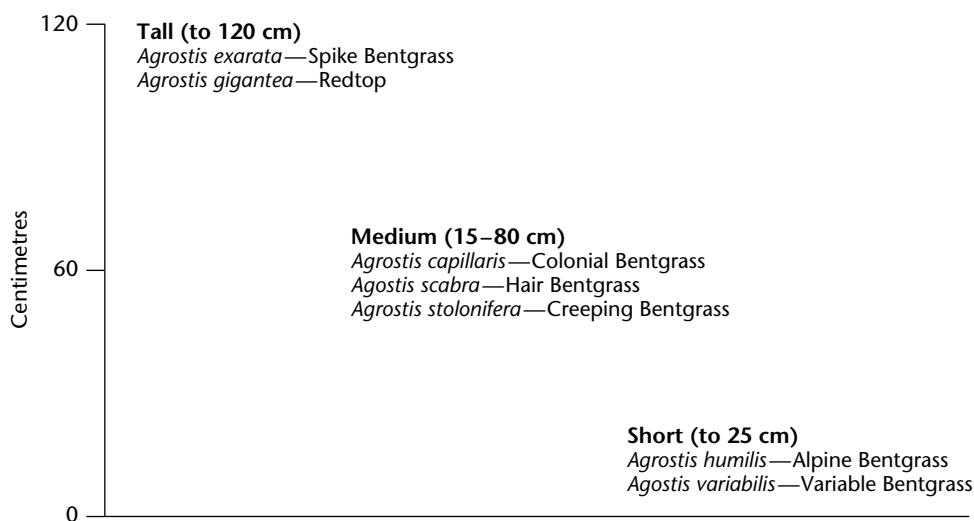 120
Tall (to 120 cm)
Agrostis exarata—Spike Bentgrass
Agrostis gigantea—Redtop
Centimetres
60
Medium (15–80 cm)
Agrostis capillaris—Colonial Bentgrass
Agostis scabra—Hair Bentgrass
Agrostis stolonifera—Creeping Bentgrass
Short (to 25 cm)
Agrostis humilis—Alpine Bentgrass
Agostis variabilis—Variable Bentgrass
0